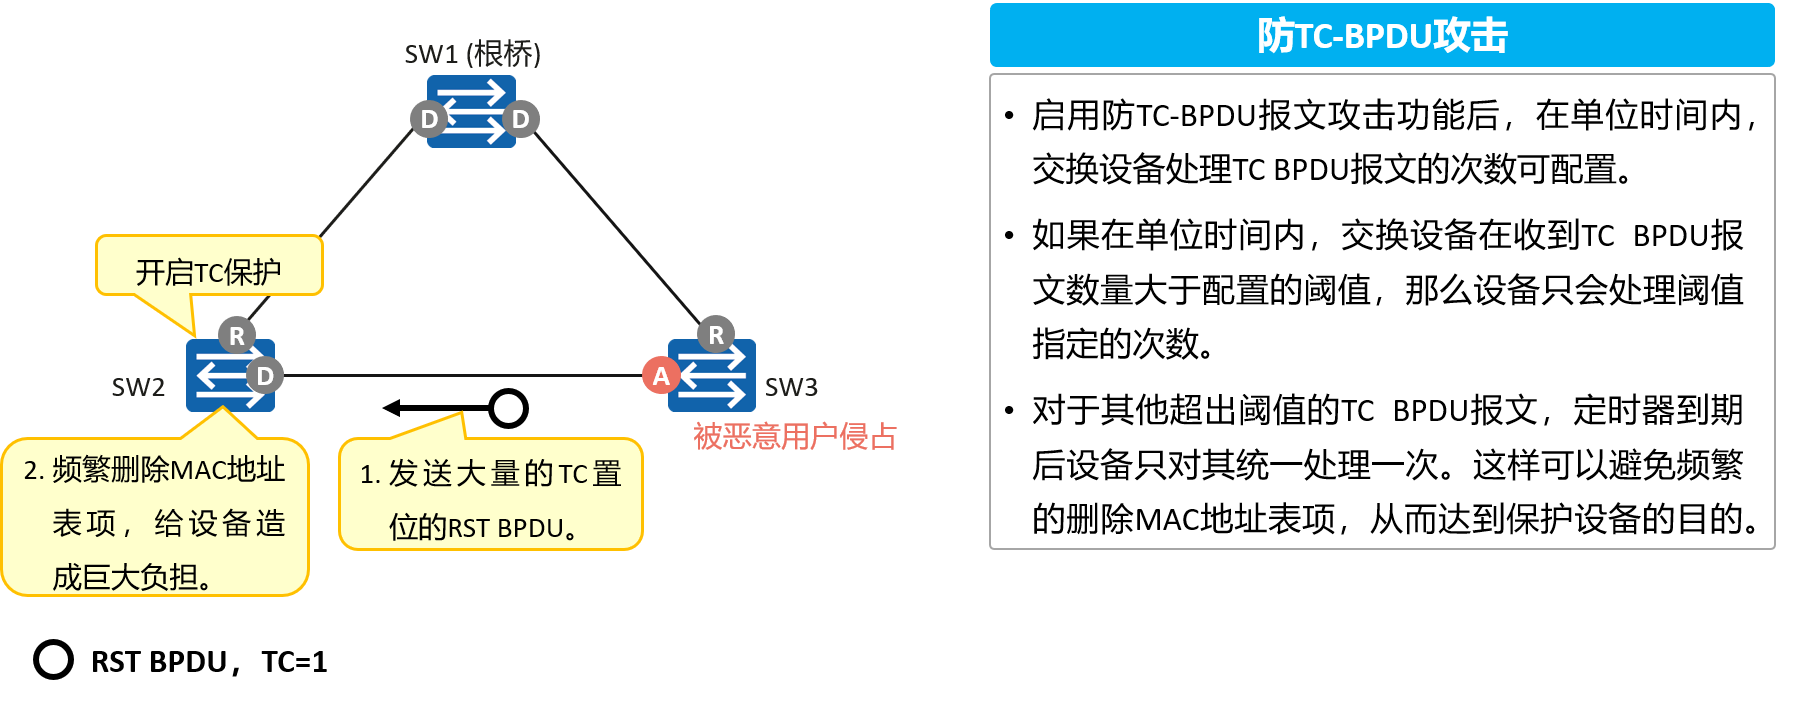 SW1 (根桥)
D
D
开启TC保护
R
D
SW2
R
A
SW3
被恶意用户侵占
2. 频繁删除MAC地址
表项，给设备造
成巨大负担。
1. 发送大量的TC置
位的RST BPDU。
RST BPDU，TC=1
防TC-BPDU攻击
• 启用防TC-BPDU报文攻击功能后，在单位时间内，
交换设备处理TC BPDU报文的次数可配置。
• 如果在单位时间内，交换设备在收到TC BPDU报
文数量大于配置的阈值，那么设备只会处理阈值
指定的次数。
• 对于其他超出阈值的TC BPDU报文，定时器到期
后设备只对其统一处理一次。这样可以避免频繁
的删除MAC地址表项，从而达到保护设备的目的。